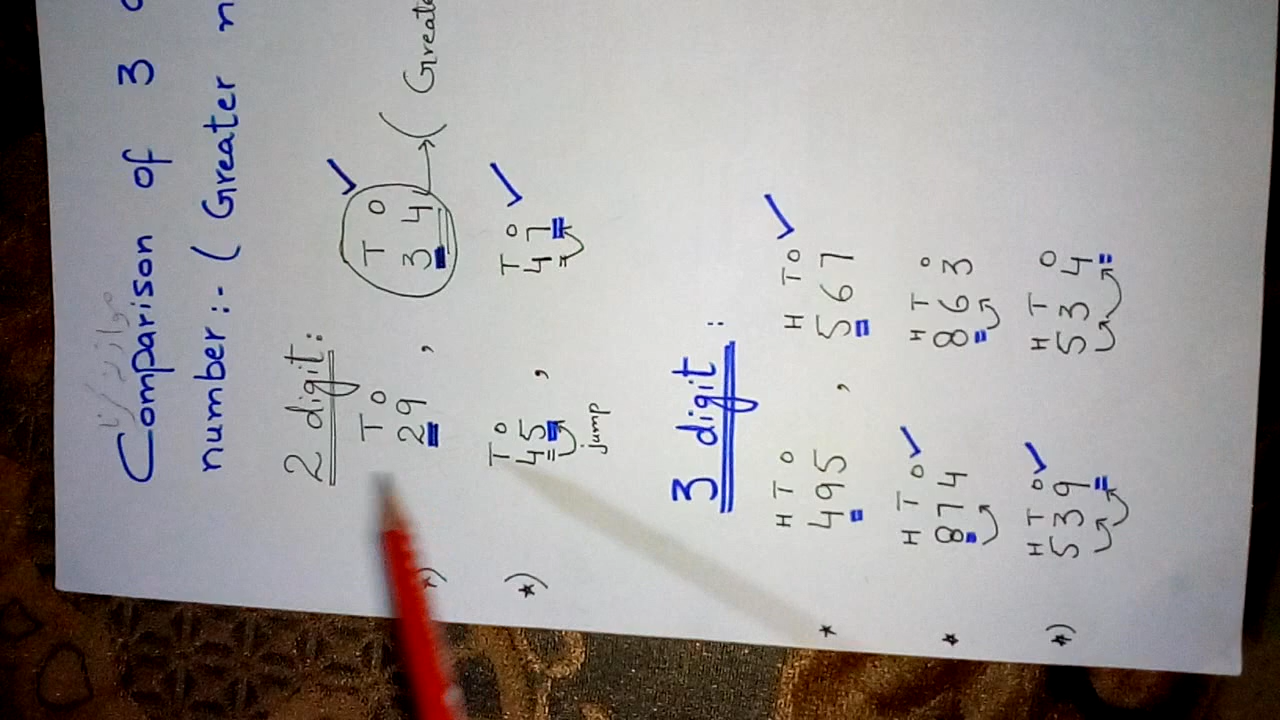 Comparison of 3
number:- ( Greater
2 digit:
T O T O
29 , 34 → (
*) T O T O
45 , 47
jump
3 digit :
H T O H T O
* 495 , 567
H T O H T O
* 874 863
H T O H T O
*) 539 534